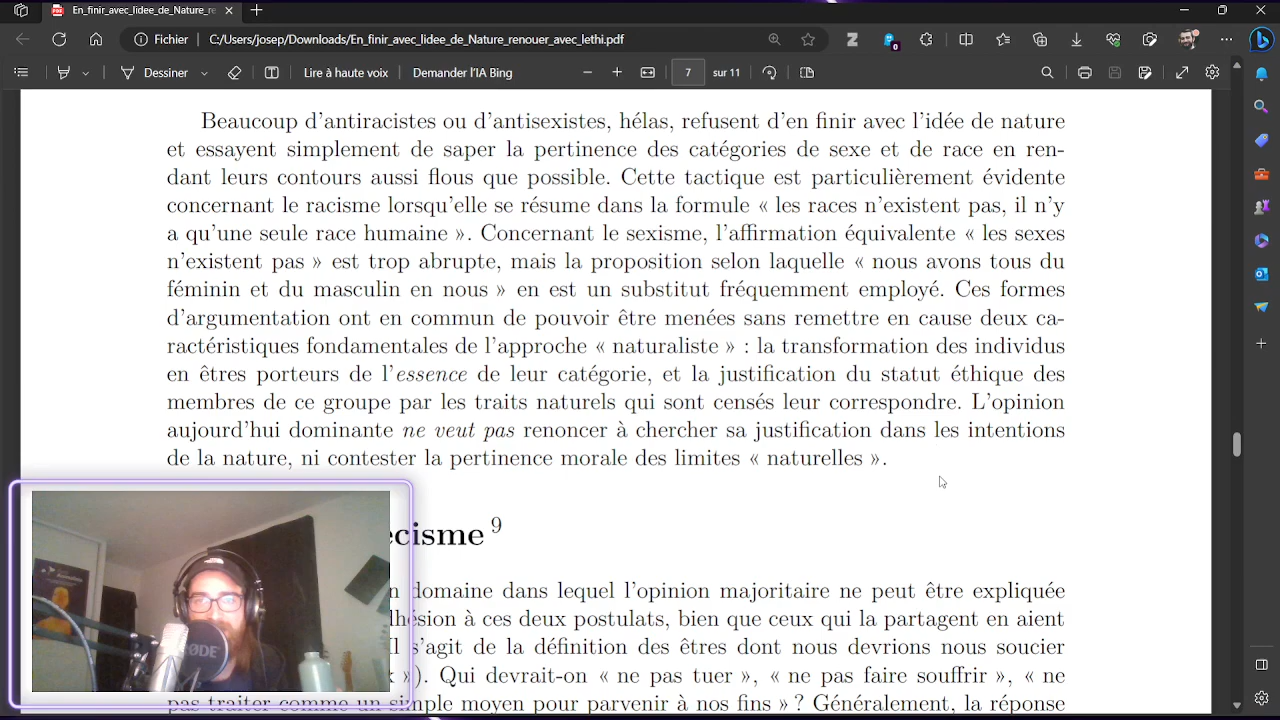 En_finir_avec_lidee_de_Nature_re
Fichier C:/Users/josep/Downloads/En_finir_avec_lidee_de_Nature_renouer_avec_lethi.pdf
0
Dessiner Lire à haute voix Demander l'IA Bing 7 sur 11
Beaucoup d'antiracistes ou d'antisexistes, hélas, refusent d'en finir avec l'idée de nature
et essayent simplement de saper la pertinence des catégories de sexe et de race en ren-
dant leurs contours aussi flous que possible. Cette tactique est particulièrement évidente
concernant le racisme lorsqu'elle se résume dans la formule « les races n'existent pas, il n'y
a qu'une seule race humaine ». Concernant le sexisme, l'affirmation équivalente « les sexes
n'existent pas » est trop abrupte, mais la proposition selon laquelle « nous avons tous du
féminin et du masculin en nous » en est un substitut fréquemment employé. Ces formes
d'argumentation ont en commun de pouvoir être menées sans remettre en cause deux ca-
ractéristiques fondamentales de l'approche « naturaliste » : la transformation des individus
en êtres porteurs de l'essence de leur catégorie, et la justification du statut éthique des
membres de ce groupe par les traits naturels qui sont censés leur correspondre. L'opinion
aujourd'hui dominante ne veut pas renoncer à chercher sa justification dans les intentions
de la nature, ni contester la pertinence morale des limites « naturelles ».
écisme 9
n domaine dans lequel l'opinion majoritaire ne peut être expliquée
dhésion à ces deux postulats, bien que ceux qui la partagent en aient
l s'agit de la définition des êtres dont nous devrions nous soucier
x »). Qui devrait-on « ne pas tuer », « ne pas faire souffrir », « ne
pas traiter comme un simple moyen pour parvenir à nos fins » ? Généralement, la réponse
RØDE